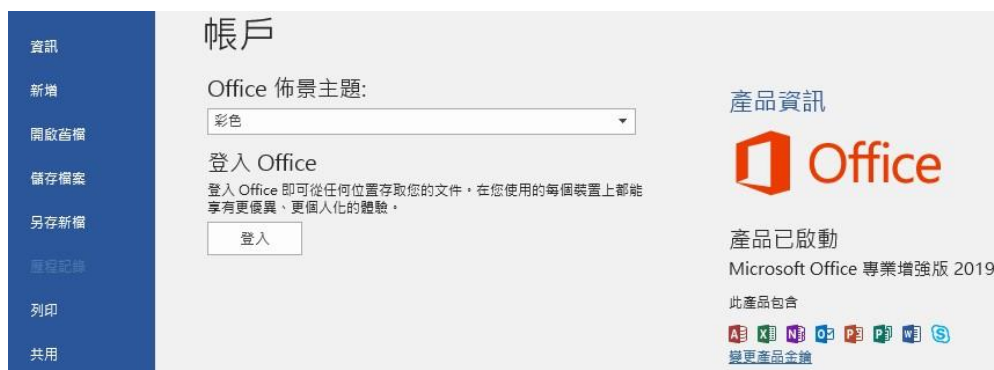 資訊
新增
開啟舊檔
儲存檔案
另存新檔
歷程記錄
列印
共用
帳戶
Office 佈景主題:
彩色
登入 Office
登入 Office 即可從任何位置存取您的文件。在您使用的每個裝置上都能
享有更優異、更個人化的體驗。
登入
產品資訊
Office
產品已啟動
Microsoft Office 專業增強版 2019
此產品包含
變更產品金鑰